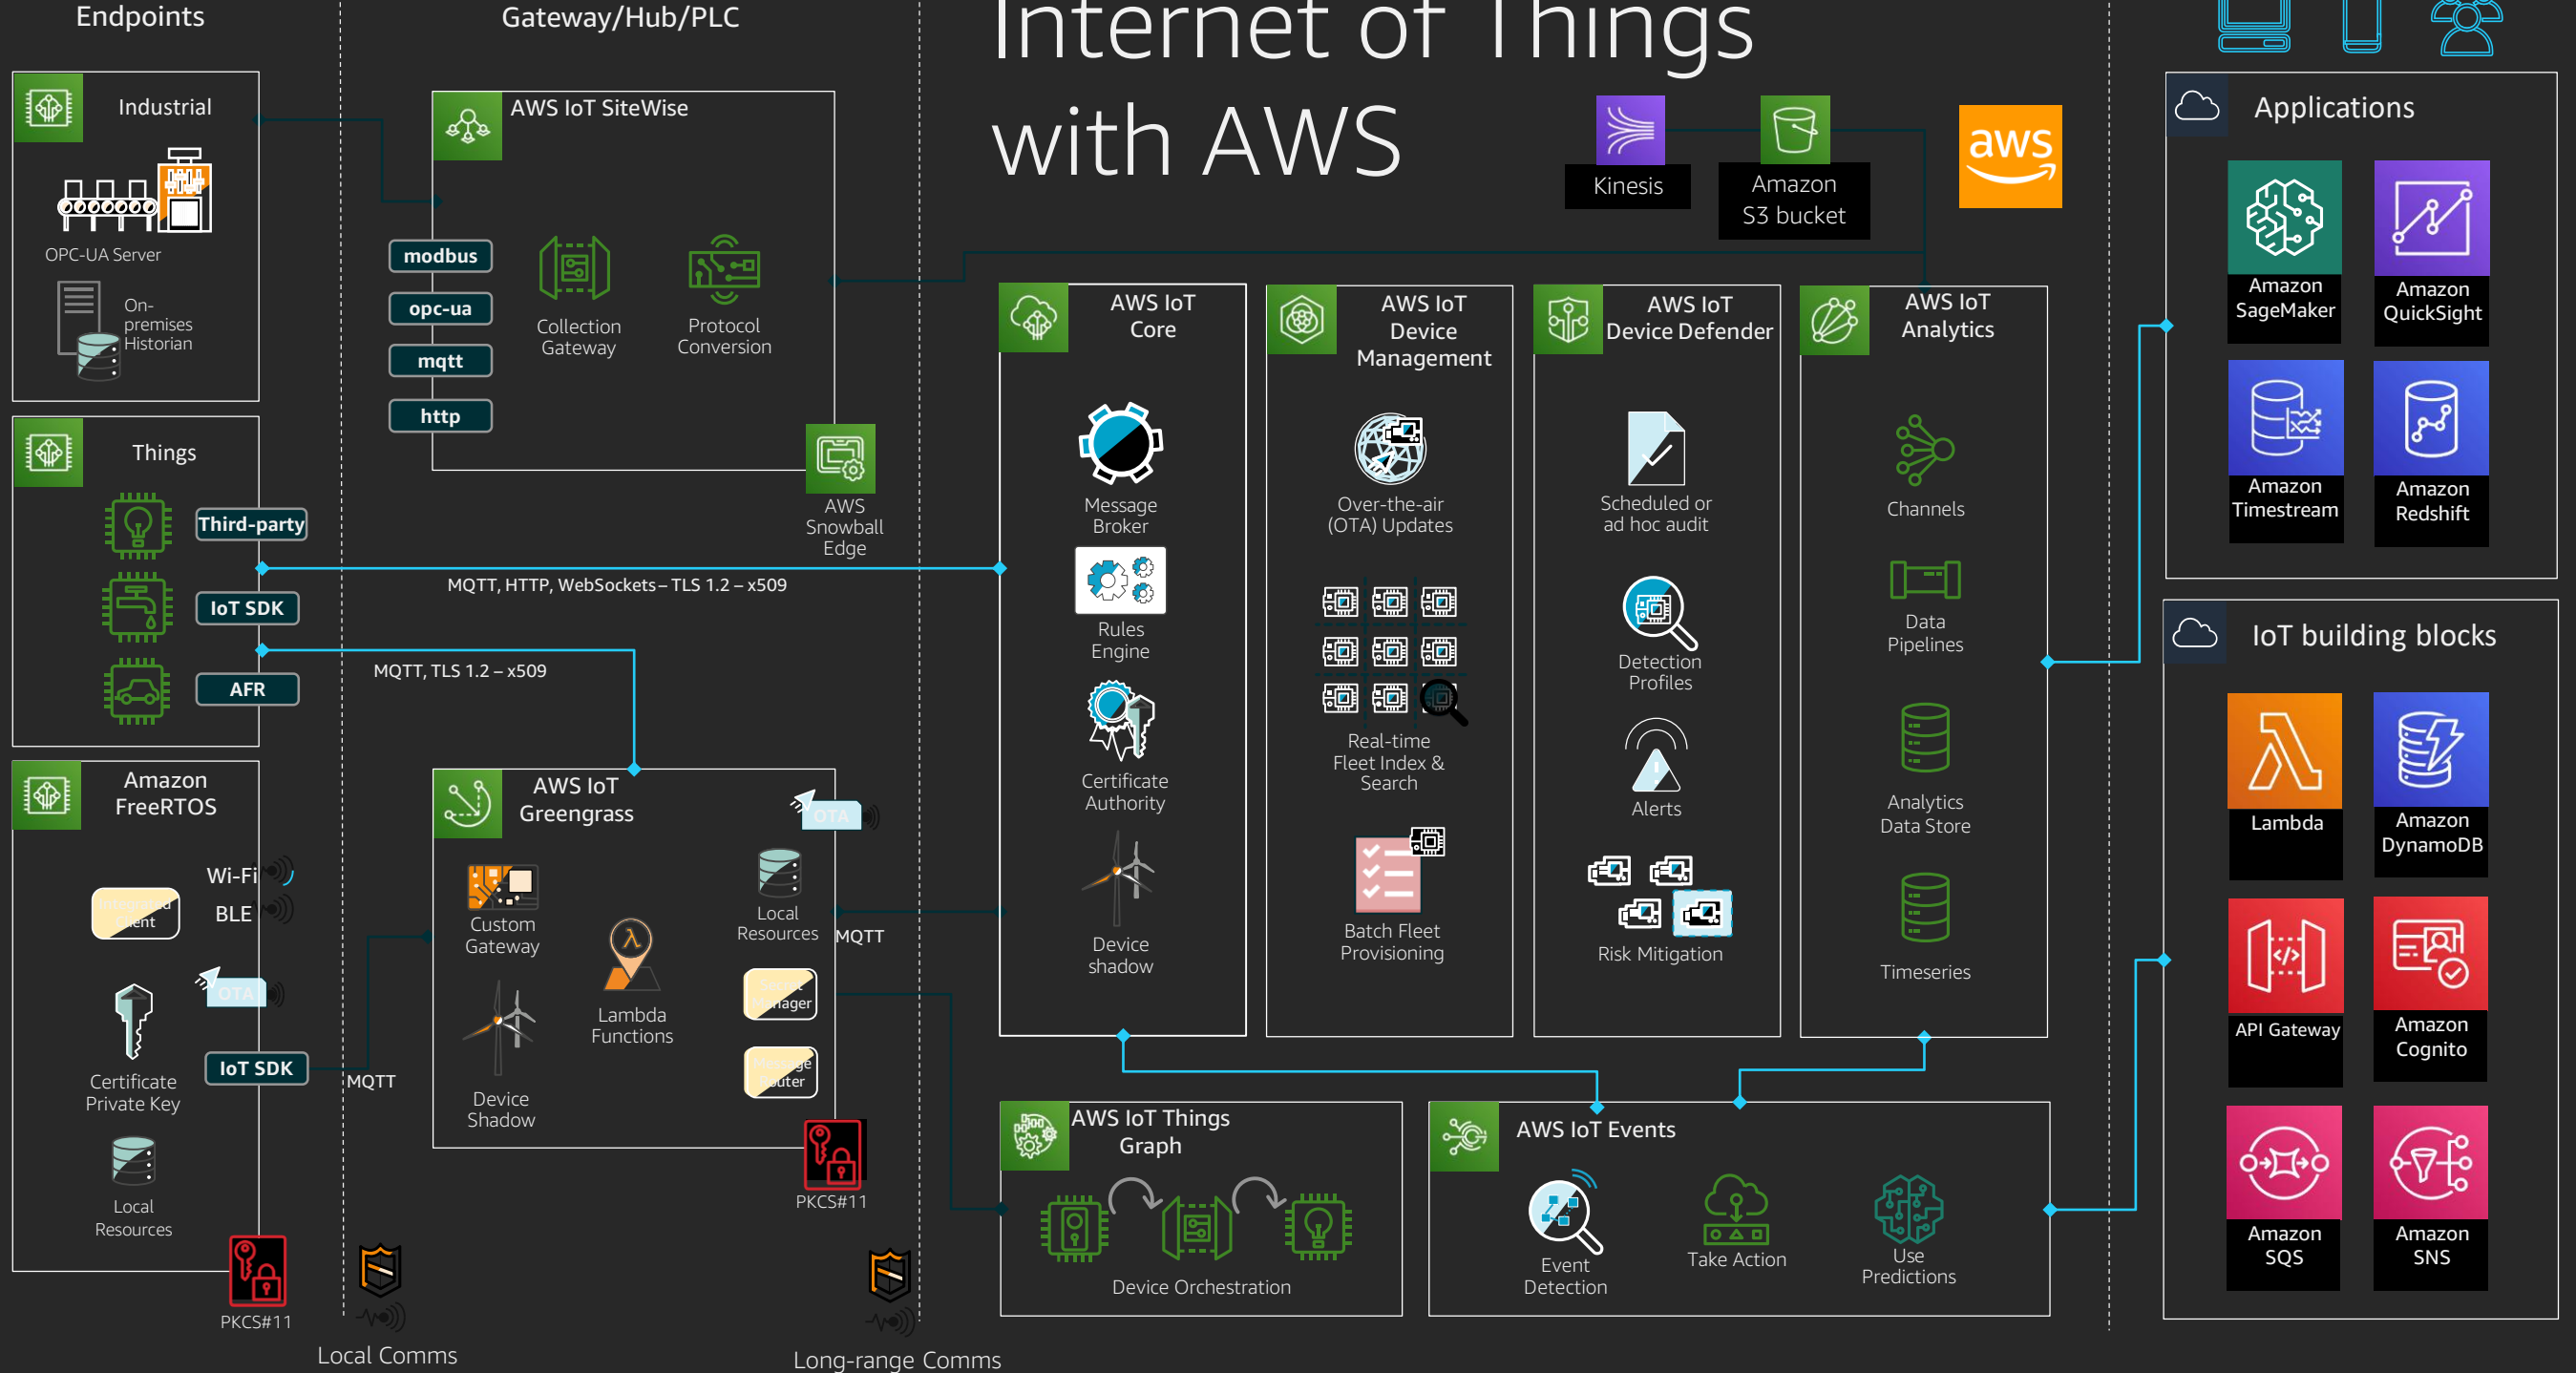 Endpoints
Gateway/Hub/PLC
Internet of Things
with AWS
Industrial
OPC-UA Server
On-
premises
Historian
Things
Third-party
IoT SDK
AFR
Amazon
FreeRTOS
Wi-Fi
BLE
Integrated
Client
OTA
Certificate
Private Key
IoT SDK
Local
Resources
PKCS#11
AWS IoT SiteWise
modbus
opc-ua
mqtt
http
Collection
Gateway
Protocol
Conversion
AWS
Snowball
Edge
MQTT, HTTP, WebSockets – TLS 1.2 – x509
MQTT, TLS 1.2 – x509
MQTT
AWS IoT
Greengrass
OTA
Custom
Gateway
Lambda
Functions
Device
Shadow
Local
Resources
MQTT
Secret
Manager
Message
Router
PKCS#11
Local Comms
Long-range Comms
Kinesis
Amazon
S3 bucket
aws
AWS IoT
Core
Message
Broker
Rules
Engine
Certificate
Authority
Device
shadow
AWS IoT
Device
Management
Over-the-air
(OTA) Updates
Real-time
Fleet Index &
Search
Batch Fleet
Provisioning
AWS IoT
Device Defender
Scheduled or
ad hoc audit
Detection
Profiles
Alerts
Risk Mitigation
AWS IoT
Analytics
Channels
Data
Pipelines
Analytics
Data Store
Timeseries
AWS IoT Things
Graph
Device Orchestration
AWS IoT Events
Event
Detection
Take Action
Use
Predictions
Applications
Amazon
SageMaker
Amazon
QuickSight
Amazon
Timestream
Amazon
Redshift
IoT building blocks
Lambda
Amazon
DynamoDB
API Gateway
Amazon
Cognito
Amazon
SQS
Amazon
SNS